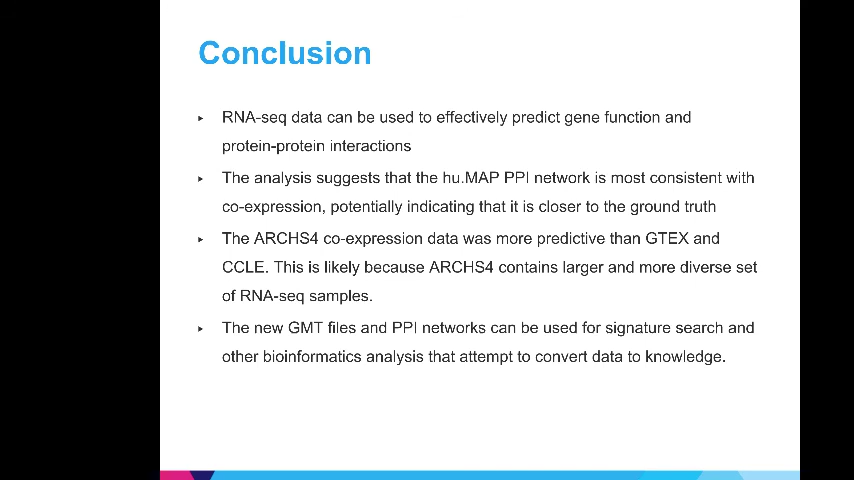 Conclusion
RNA-seq data can be used to effectively predict gene function and
protein-protein interactions
The analysis suggests that the hu.MAP PPI network is most consistent with
co-expression, potentially indicating that it is closer to the ground truth
The ARCHS4 co-expression data was more predictive than GTEX and
CCLE. This is likely because ARCHS4 contains larger and more diverse set
of RNA-seq samples.
The new GMT files and PPI networks can be used for signature search and
other bioinformatics analysis that attempt to convert data to knowledge.